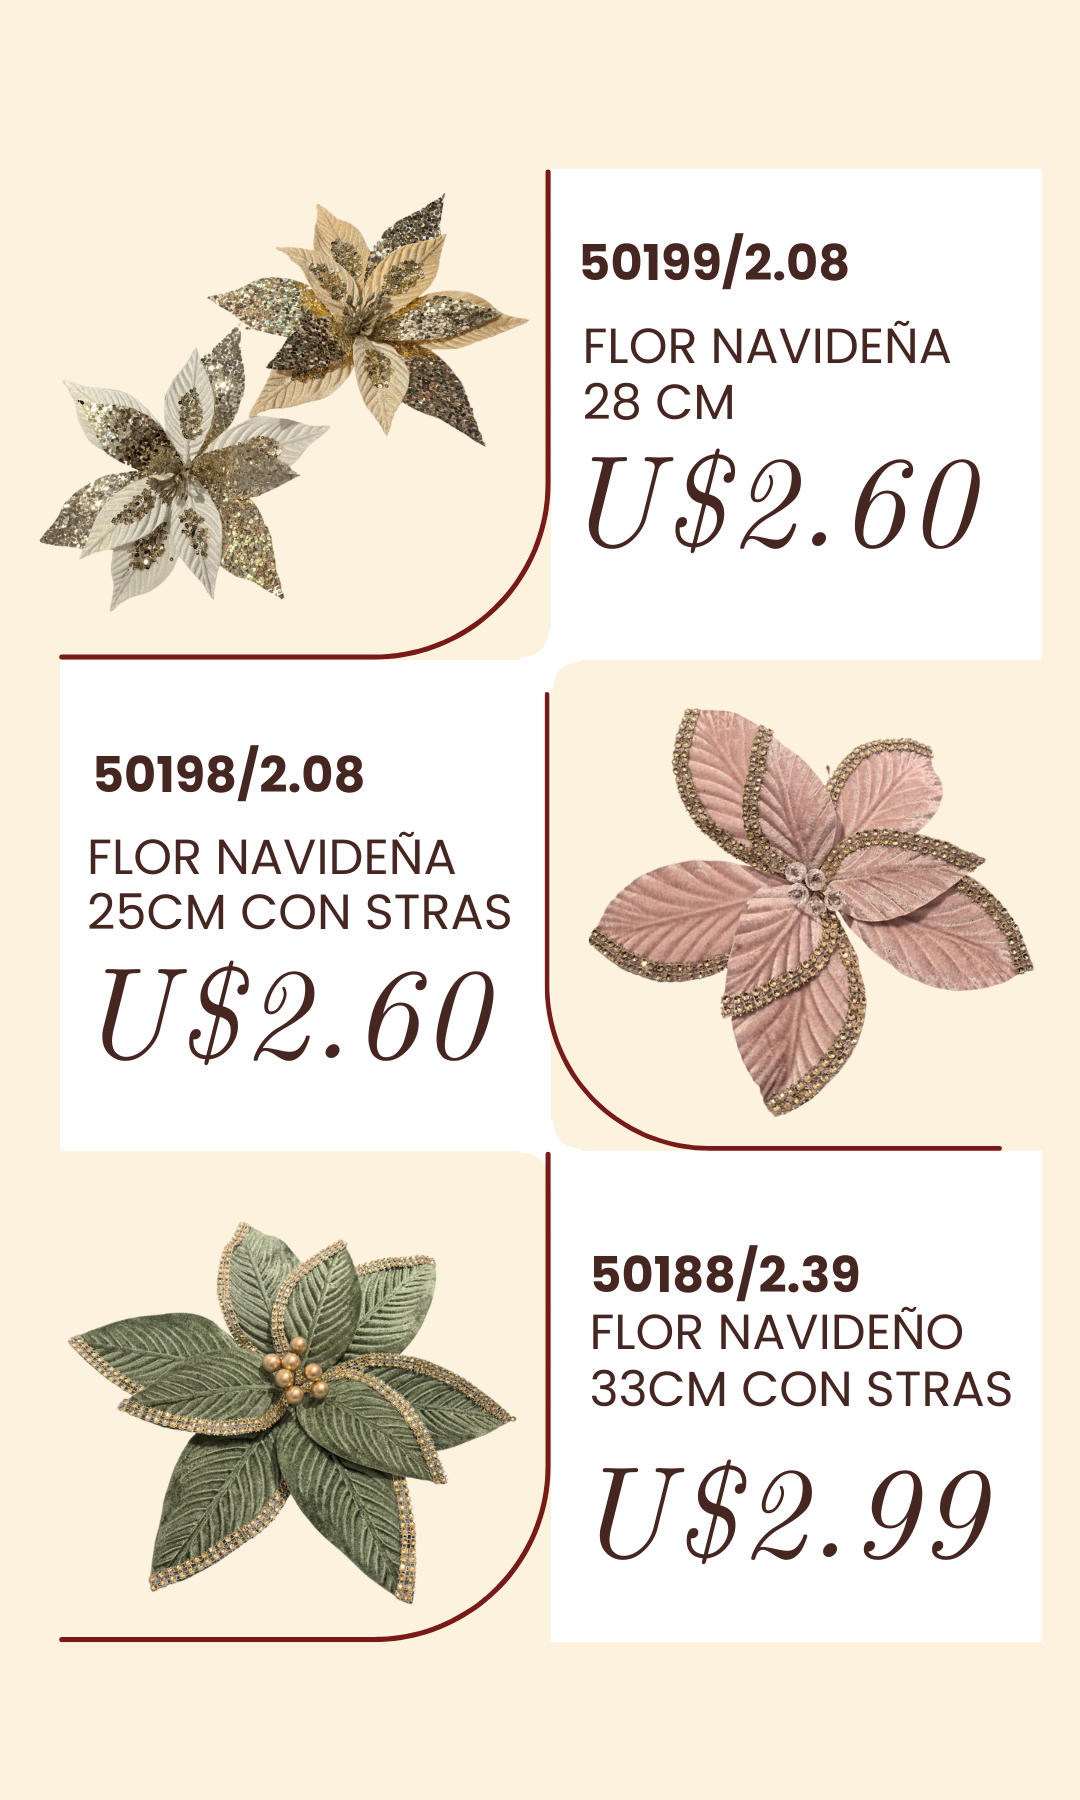 50199/2.08
FLOR NAVIDEÑA
28 CM
U$2.60
50198/2.08
FLOR NAVIDEÑA
25CM CON STRAS
U$2.60
50188/2.39
FLOR NAVIDEÑO
33CM CON STRAS
U$2.99